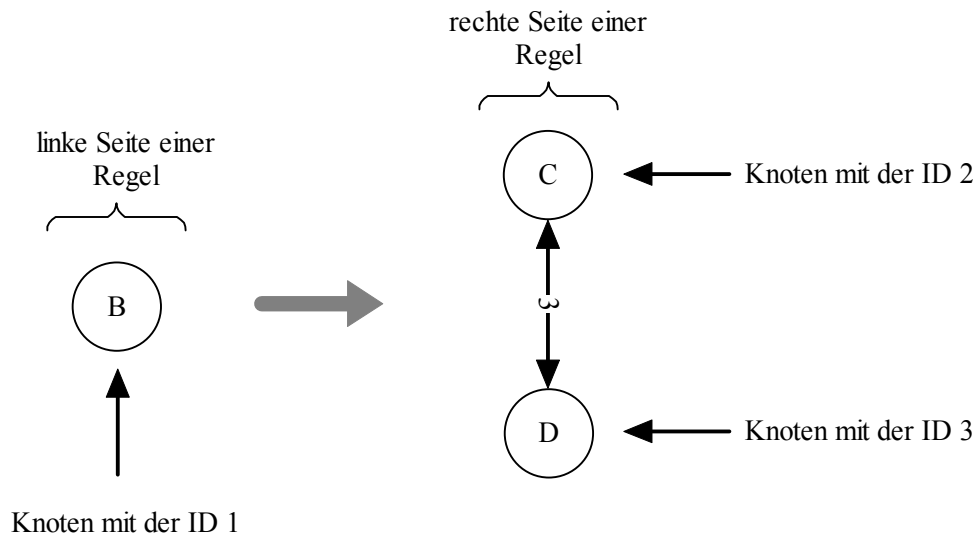 rechte Seite einer
Regel
linke Seite einer
Regel
C
Knoten mit der ID 2
B
3
D
Knoten mit der ID 3
Knoten mit der ID 1